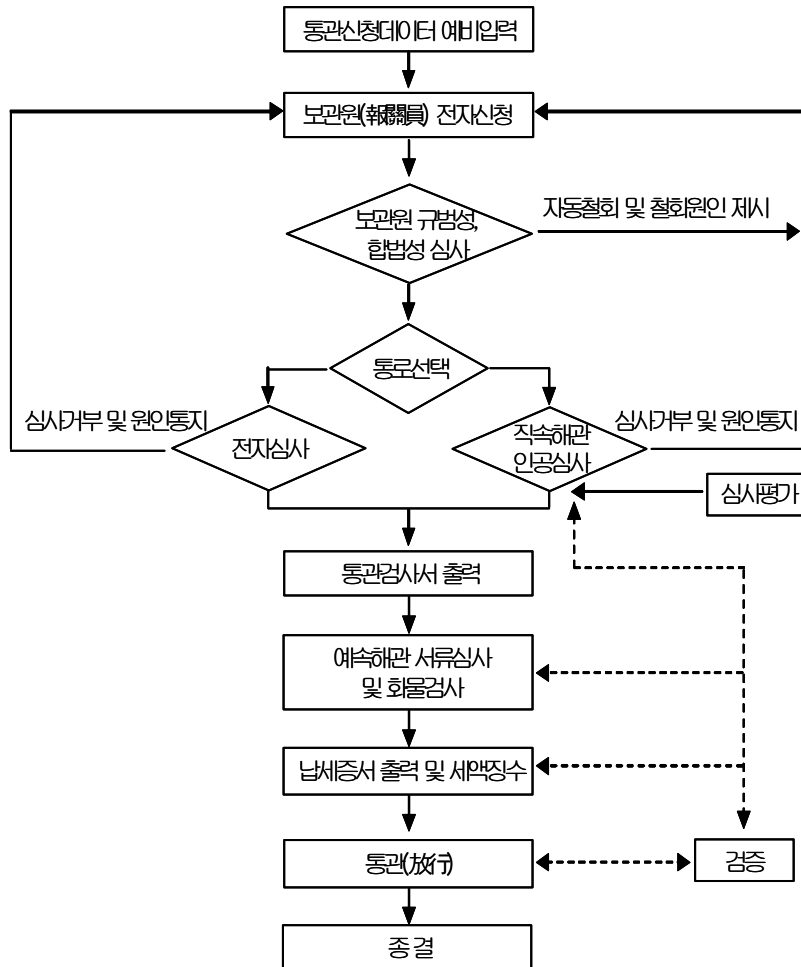 통관신청데이터 예비입력
보관원(報關員) 전자신청
보관원 규범성,
합법성 심사
자동철회 및 철회원인 제시
통로선택
심사거부 및 원인통지
전자심사
직속해관
인공심사
심사거부 및 원인통지
심사평가
통관검사서 출력
예속해관 서류심사
및 화물검사
납세증서 출력 및 세액징수
통관(放行)
검증
종 결